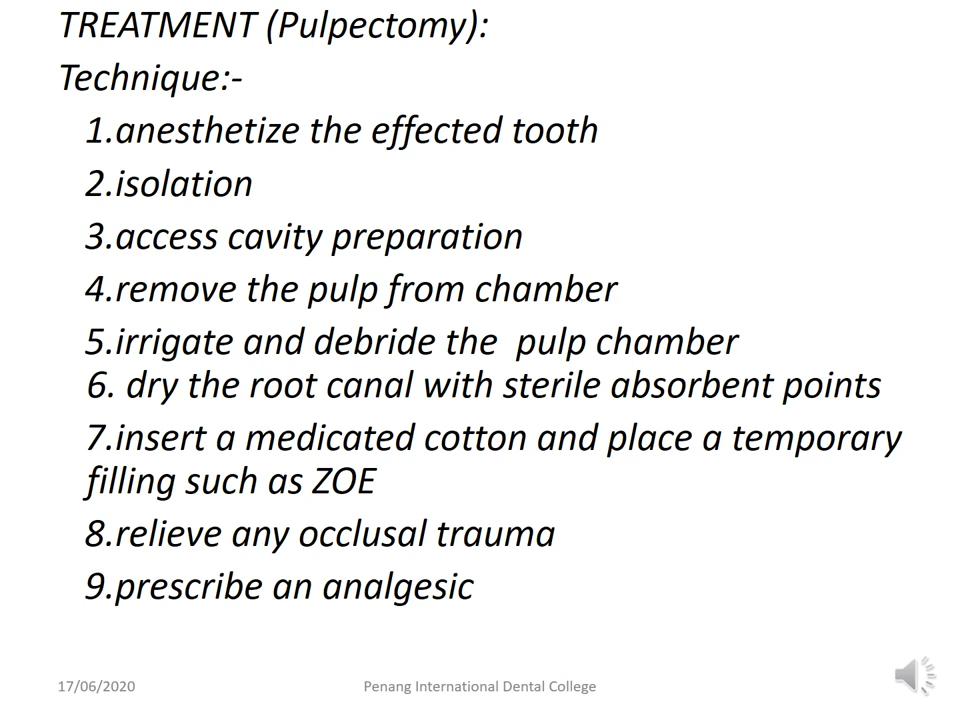 TREATMENT (Pulpectomy):
Technique:-
1.anesthetize the effected tooth
2.isolation
3.access cavity preparation
4.remove the pulp from chamber
5.irrigate and debride the  pulp chamber
6. dry the root canal with sterile absorbent points
7.insert a medicated cotton and place a temporary
filling such as ZOE
8.relieve any occlusal trauma
9.prescribe an analgesic
17/06/2020
Penang International Dental College